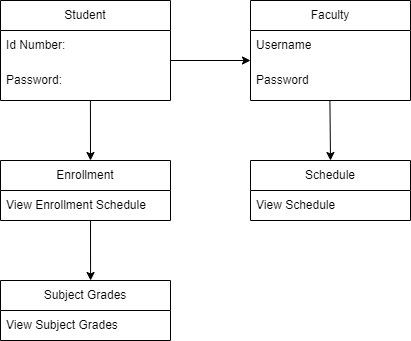 Student
Id Number:
Password:
Faculty
Username
Password
Enrollment
View Enrollment Schedule
Schedule
View Schedule
Subject Grades
View Subject Grades